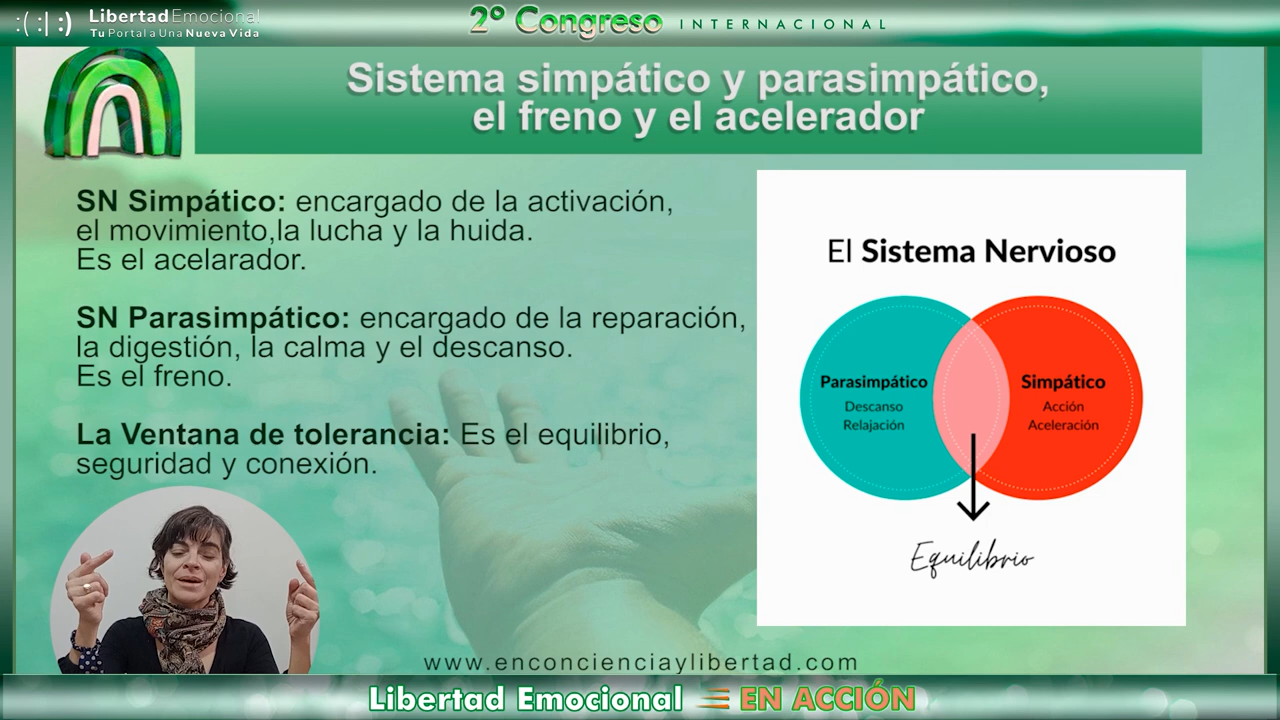 :(|:) LibertadEmocional
Tu Portal a Una Nueva Vida
2º Congreso INTERNACIONAL
Sistema simpático y parasimpático,
el freno y el acelerador
SN Simpático: encargado de la activación,
el movimiento,la lucha y la huida.
Es el acelarador.
SN Parasimpático: encargado de la reparación,
la digestión, la calma y el descanso.
Es el freno.
La Ventana de tolerancia: Es el equilibrio,
seguridad y conexión.
El Sistema Nervioso
Parasimpático
Descanso
Relajación
Simpático
Acción
Aceleración
Equilibrio
www.enconcienciaylibertad.com
Libertad Emocional EN ACCIÓN